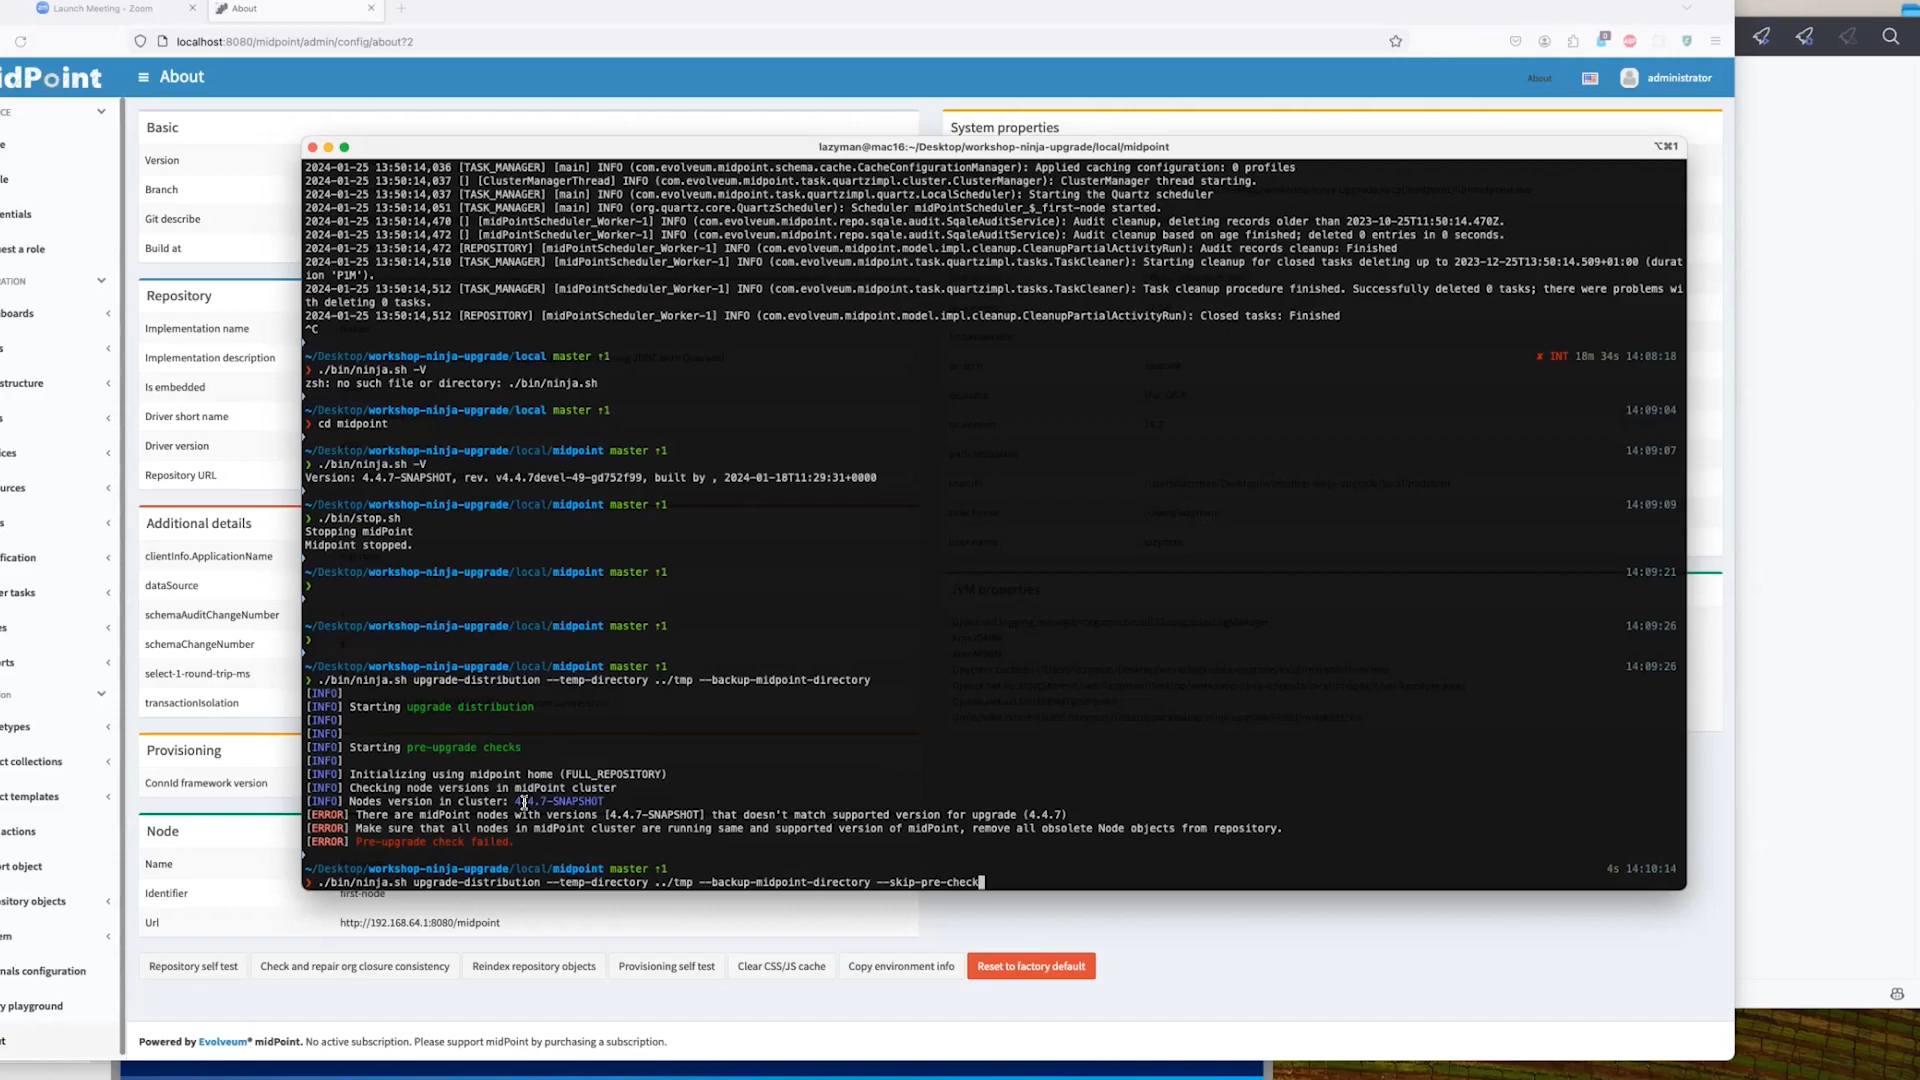 Launch Meeting - Zoom
About
localhost:8080/midpoint/admin/config/about?2
idPoint
About
About
administrator
Basic
Version
Branch
Git describe
Build at
Repository
Implementation name
Implementation description
Is embedded
Driver short name
Driver version
Repository URL
Additional details
clientInfo.ApplicationName
dataSource
schemaAuditChangeNumber
schemaChangeNumber
select-1-round-trip-ms
transactionIsolation
Provisioning
ConnId framework version
Node
Name
Identifier
first-node
Url
http://192.168.64.1:8080/midpoint
System properties
JVM properties
lazyman@mac16:~/Desktop/workshop-ninja-upgrade/local/midpoint
⌥⌘1
2024-01-25 13:50:14,036 [TASK_MANAGER] [main] INFO (com.evolveum.midpoint.schema.cache.CacheConfigurationManager): Applied caching configuration: 0 profiles
2024-01-25 13:50:14,037 [] [ClusterManagerThread] INFO (com.evolveum.midpoint.task.quartzimpl.cluster.ClusterManager): ClusterManager thread starting.
2024-01-25 13:50:14,037 [TASK_MANAGER] [main] INFO (com.evolveum.midpoint.task.quartzimpl.quartz.LocalScheduler): Starting the Quartz scheduler
2024-01-25 13:50:14,051 [TASK_MANAGER] [main] INFO (org.quartz.core.QuartzScheduler): Scheduler midPointScheduler_$_first-node started.
2024-01-25 13:50:14,470 [] [midPointScheduler_Worker-1] INFO (com.evolveum.midpoint.repo.sqale.audit.SqaleAuditService): Audit cleanup, deleting records older than 2023-10-25T11:50:14.470Z.
2024-01-25 13:50:14,472 [] [midPointScheduler_Worker-1] INFO (com.evolveum.midpoint.repo.sqale.audit.SqaleAuditService): Audit cleanup based on age finished; deleted 0 entries in 0 seconds.
2024-01-25 13:50:14,472 [REPOSITORY] [midPointScheduler_Worker-1] INFO (com.evolveum.midpoint.model.impl.cleanup.CleanupPartialActivityRun): Audit records cleanup: Finished
2024-01-25 13:50:14,510 [TASK_MANAGER] [midPointScheduler_Worker-1] INFO (com.evolveum.midpoint.task.quartzimpl.tasks.TaskCleaner): Starting cleanup for closed tasks deleting up to 2023-12-25T13:50:14.509+01:00 (durat
ion 'P1M').
2024-01-25 13:50:14,512 [TASK_MANAGER] [midPointScheduler_Worker-1] INFO (com.evolveum.midpoint.task.quartzimpl.tasks.TaskCleaner): Task cleanup procedure finished. Successfully deleted 0 tasks; there were problems wi
th deleting 0 tasks.
2024-01-25 13:50:14,512 [REPOSITORY] [midPointScheduler_Worker-1] INFO (com.evolveum.midpoint.model.impl.cleanup.CleanupPartialActivityRun): Closed tasks: Finished
^C
~/Desktop/workshop-ninja-upgrade/local master ↑1 ✘ INT 18m 34s 14:08:18
❯ ./bin/ninja.sh -V
zsh: no such file or directory: ./bin/ninja.sh
~/Desktop/workshop-ninja-upgrade/local master ↑1 14:09:04
❯ cd midpoint
~/Desktop/workshop-ninja-upgrade/local/midpoint master ↑1 14:09:07
❯ ./bin/ninja.sh -V
Version: 4.4.7-SNAPSHOT, rev. v4.4.7devel-49-gd752f99, built by , 2024-01-18T11:29:31+0000
~/Desktop/workshop-ninja-upgrade/local/midpoint master ↑1 14:09:09
❯ ./bin/stop.sh
Stopping midPoint
Midpoint stopped.
~/Desktop/workshop-ninja-upgrade/local/midpoint master ↑1 14:09:21
❯
~/Desktop/workshop-ninja-upgrade/local/midpoint master ↑1 14:09:26
❯
~/Desktop/workshop-ninja-upgrade/local/midpoint master ↑1 14:09:26
❯ ./bin/ninja.sh upgrade-distribution --temp-directory ../tmp --backup-midpoint-directory
[INFO]
[INFO] Starting upgrade distribution
[INFO]
[INFO]
[INFO] Starting pre-upgrade checks
[INFO]
[INFO] Initializing using midpoint home (FULL_REPOSITORY)
[INFO] Checking node versions in midPoint cluster
[INFO] Nodes version in cluster: 4.4.7-SNAPSHOT
[ERROR] There are midPoint nodes with versions [4.4.7-SNAPSHOT] that doesn't match supported version for upgrade (4.4.7)
[ERROR] Make sure that all nodes in midPoint cluster are running same and supported version of midPoint, remove all obsolete Node objects from repository.
[ERROR] Pre-upgrade check failed.
~/Desktop/workshop-ninja-upgrade/local/midpoint master ↑1 4s 14:10:14
❯ ./bin/ninja.sh upgrade-distribution --temp-directory ../tmp --backup-midpoint-directory --skip-pre-check
Repository self test
Check and repair org closure consistency
Reindex repository objects
Provisioning self test
Clear CSS/JS cache
Copy environment info
Reset to factory default
Powered by Evolveum® midPoint. No active subscription. Please support midPoint by purchasing a subscription.